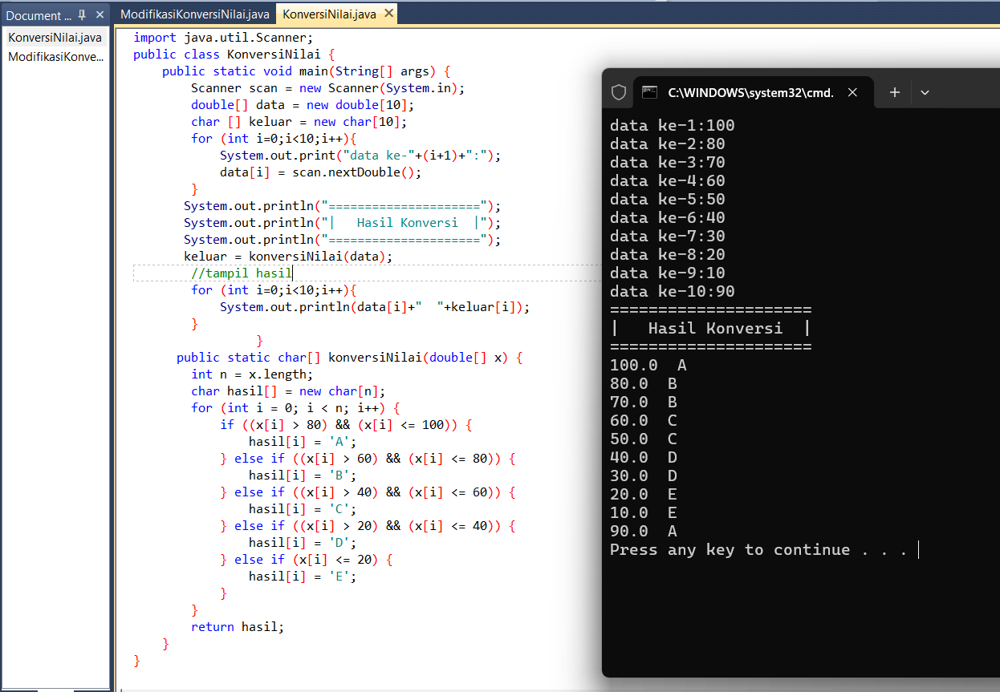 Document ...
KonversiNilai.java
ModifikasiKonve...
ModifikasiKonversiNilai.java
KonversiNilai.java
import java.util.Scanner;
public class KonversiNilai {
    public static void main(String[] args) {
        Scanner scan = new Scanner(System.in);
        double[] data = new double[10];
        char [] keluar = new char[10];
        for (int i=0;i<10;i++){
            System.out.print("data ke-"+(i+1)+":");
            data[i] = scan.nextDouble();
        }
       System.out.println("=====================");
       System.out.println("|   Hasil Konversi  |");
       System.out.println("=====================");
       keluar = konversiNilai(data);
        //tampil hasil
        for (int i=0;i<10;i++){
            System.out.println(data[i]+"  "+keluar[i]);
        }
                 }
      public static char[] konversiNilai(double[] x) {
        int n = x.length;
        char hasil[] = new char[n];
        for (int i = 0; i < n; i++) {
            if ((x[i] > 80) && (x[i] <= 100)) {
                hasil[i] = 'A';
            } else if ((x[i] > 60) && (x[i] <= 80)) {
                hasil[i] = 'B';
            } else if ((x[i] > 40) && (x[i] <= 60)) {
                hasil[i] = 'C';
            } else if ((x[i] > 20) && (x[i] <= 40)) {
                hasil[i] = 'D';
            } else if (x[i] <= 20) {
                hasil[i] = 'E';
            }
        }
        return hasil;
    }
}
C:\WINDOWS\system32\cmd.
data ke-1:100
data ke-2:80
data ke-3:70
data ke-4:60
data ke-5:50
data ke-6:40
data ke-7:30
data ke-8:20
data ke-9:10
data ke-10:90
=====================
|   Hasil Konversi  |
=====================
100.0  A
80.0  B
70.0  B
60.0  C
50.0  C
40.0  D
30.0  D
20.0  E
10.0  E
90.0  A
Press any key to continue . . .